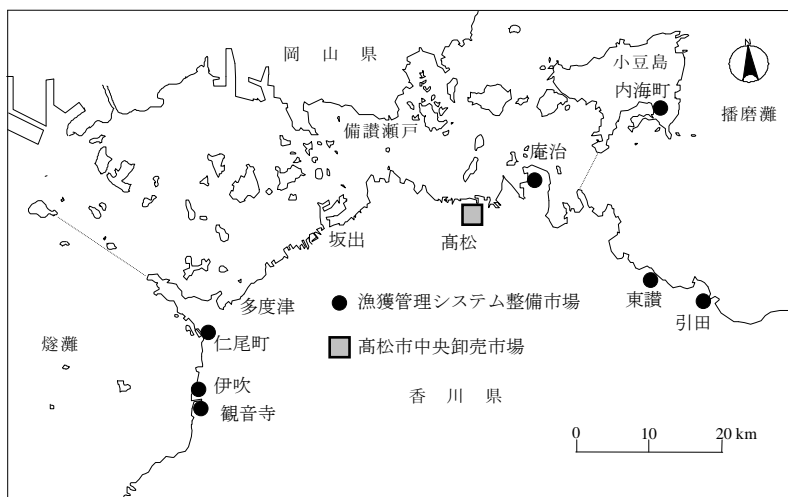 岡山県
小豆島
N
内海町
播磨灘
備讃瀬戸
庵治
坂出
髙松
多度津
漁獲管理システム整備市場
東讃
引田
燧灘
仁尾町
髙松市中央卸売市場
伊吹
香川県
観音寺
0 10 20 km